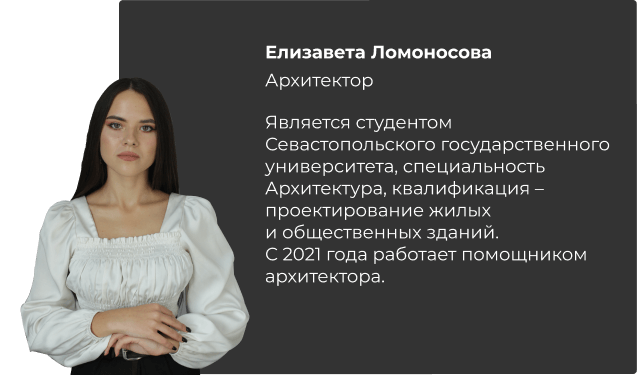 Елизавета Ломоносова
Архитектор
Является студентом
Севастопольского государственного
университета, специальность
Архитектура, квалификация –
проектирование жилых
и общественных зданий.
С 2021 года работает помощником
архитектора.